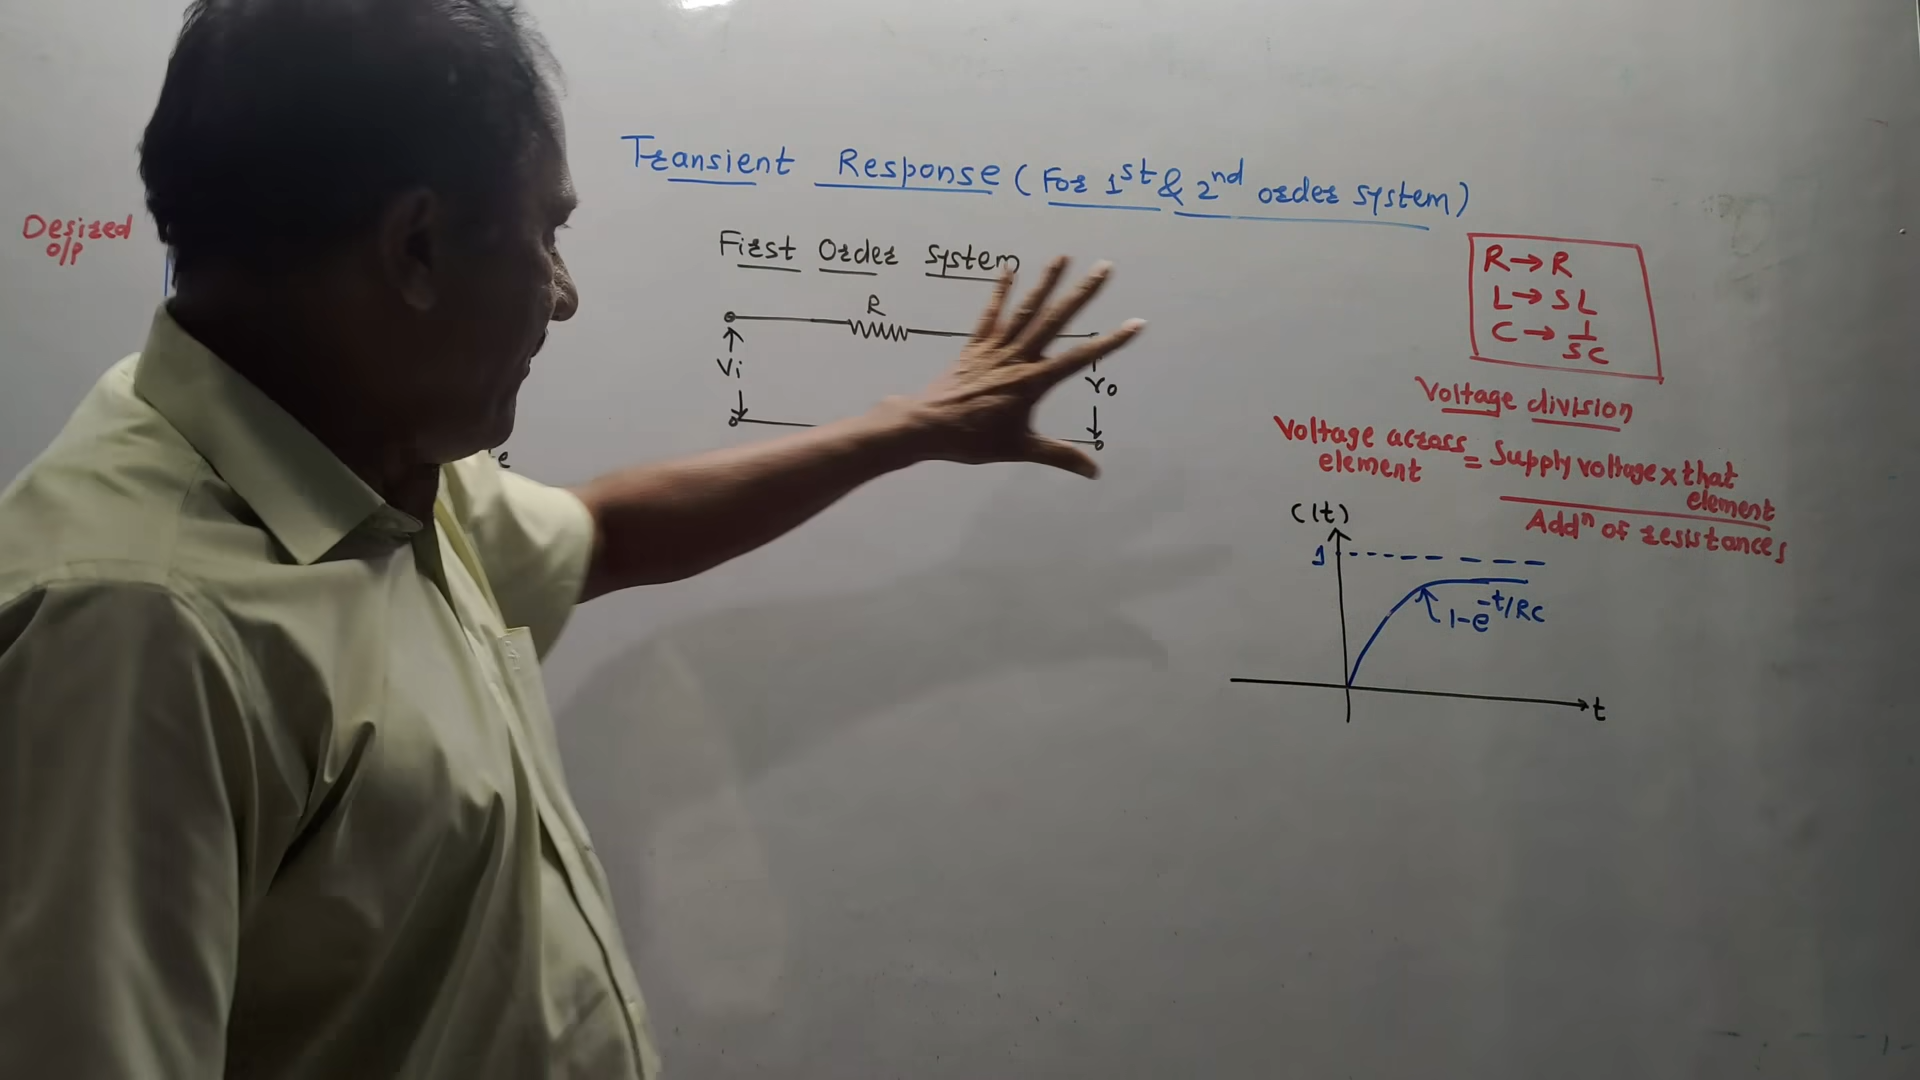 Transient Response (For 1st & 2nd order system)
Desired
o/p
First Order System
R
Vi
Vo
R → R
L → SL
C → 1/SC
Voltage division
Voltage across element = Supply voltage x that element
Addn of resistances
C(t)
1
1-e^-t/RC
t